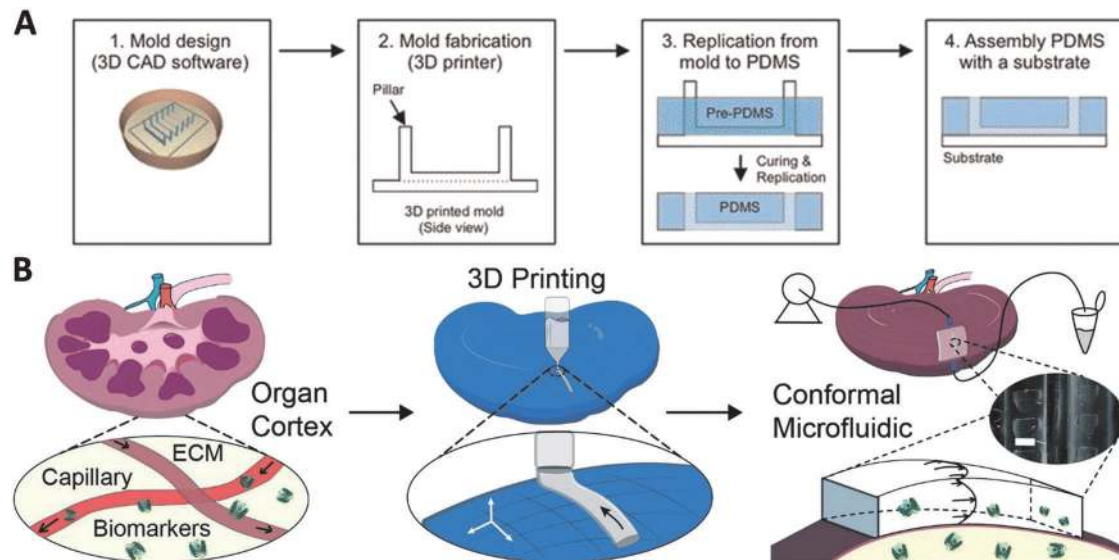 A
1. Mold design
(3D CAD software)
2. Mold fabrication
(3D printer)
Pillar
3D printed mold
(Side view)
3. Replication from
mold to PDMS
Pre-PDMS
Curing &
Replication
PDMS
4. Assembly PDMS
with a substrate
Substrate
B
Organ
Cortex
ECM
Capillary
Biomarkers
3D Printing
Conformal
Microfluidic